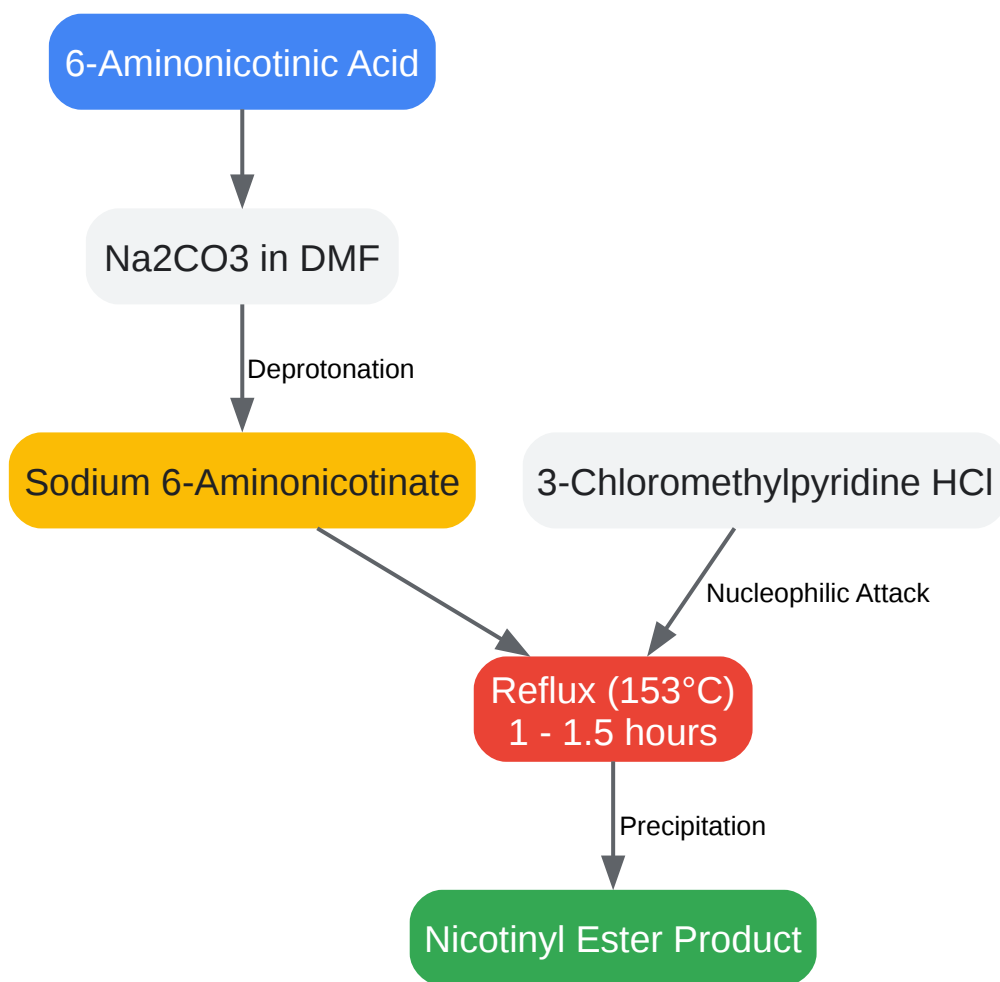 6-Aminonicotinic Acid
Na2CO3 in DMF
Deprotonation
Sodium 6-Aminonicotinate
3-Chloromethylpyridine HCl
Nucleophilic Attack
Reflux (153°C)
1 - 1.5 hours
Precipitation
Nicotinyl Ester Product